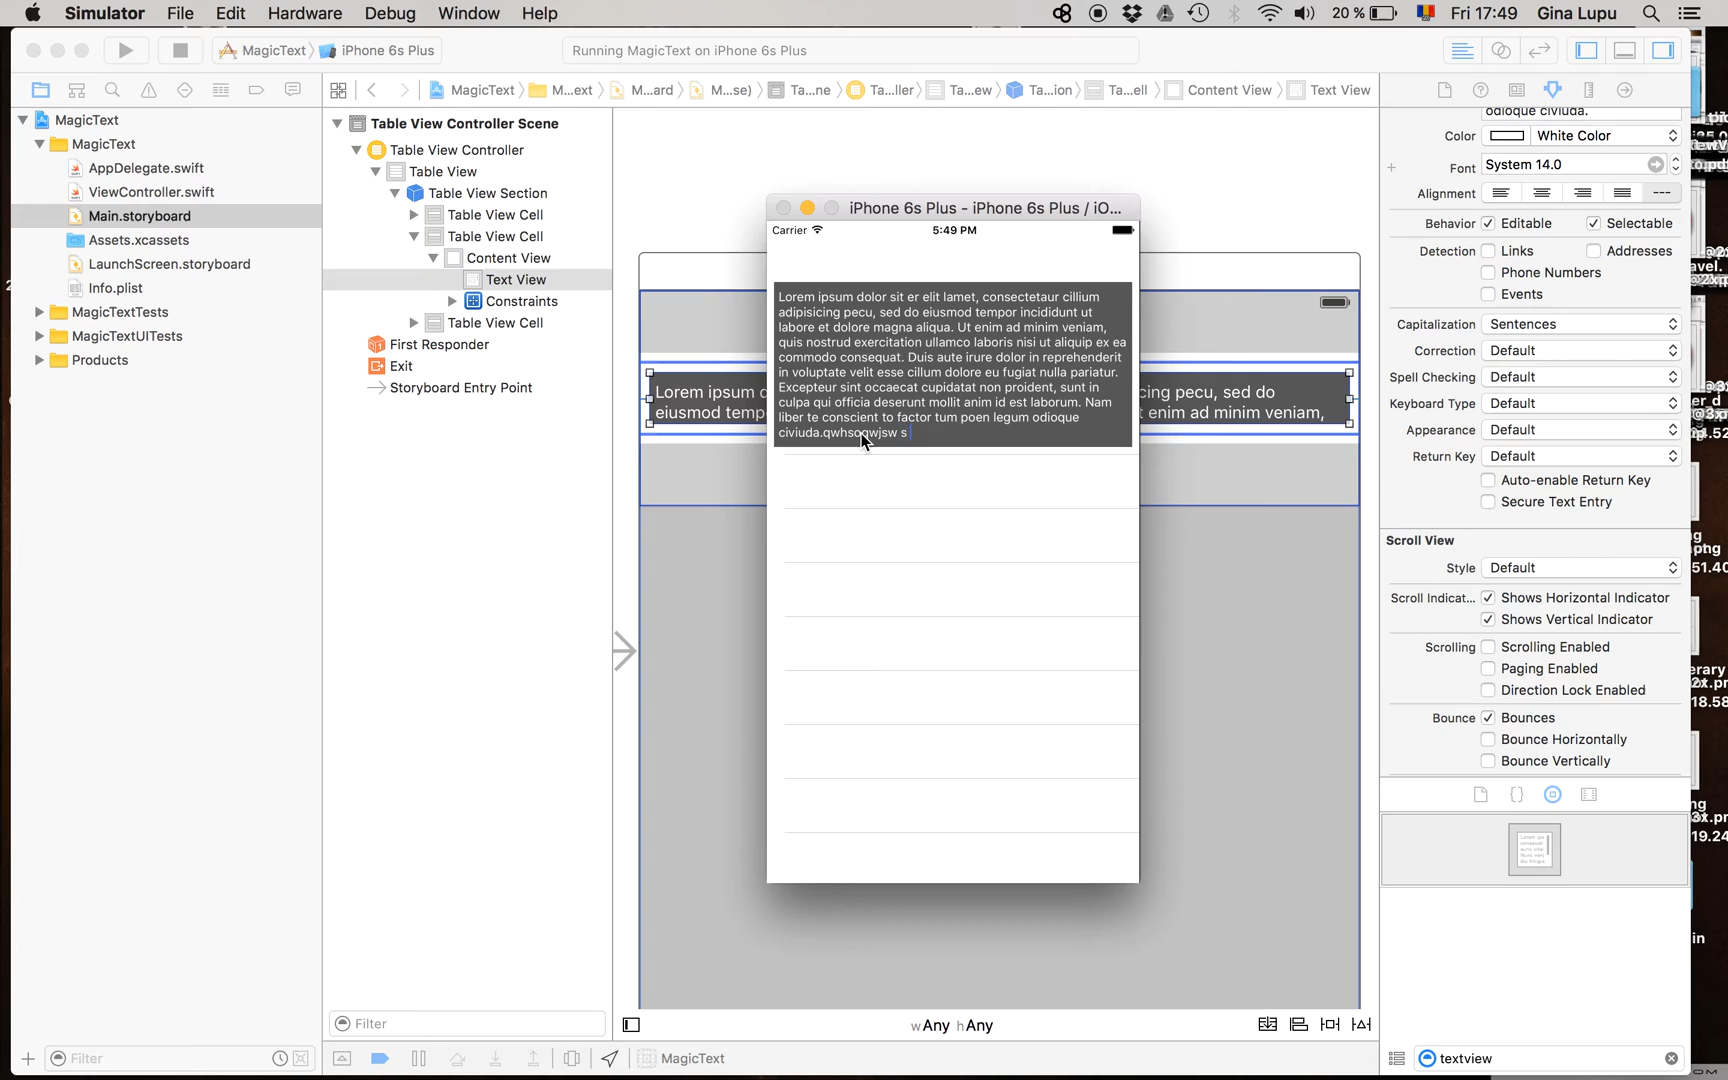 Simulator File Edit Hardware Debug Window Help 20 % Fri 17:49 Gina Lupu
MagicText iPhone 6s Plus Running MagicText on iPhone 6s Plus
MagicText M...ext M...ard M...se) Ta...ne Ta...ller Ta...ew Ta...ion Ta...ell Content View Text View
MagicText
MagicText
AppDelegate.swift
ViewController.swift
Main.storyboard
Assets.xcassets
LaunchScreen.storyboard
Info.plist
MagicTextTests
MagicTextUITests
Products
Table View Controller Scene
Table View Controller
Table View
Table View Section
Table View Cell
Table View Cell
Content View
Text View
Constraints
Table View Cell
First Responder
Exit
Storyboard Entry Point
iPhone 6s Plus - iPhone 6s Plus / iO...
Carrier 5:49 PM
Lorem ipsum dolor sit er elit lamet, consectetaur cillium
adipisicing pecu, sed do eiusmod tempor incididunt ut
labore et dolore magna aliqua. Ut enim ad minim veniam,
quis nostrud exercitation ullamco laboris nisi ut aliquip ex ea
commodo consequat. Duis aute irure dolor in reprehenderit
in voluptate velit esse cillum dolore eu fugiat nulla pariatur.
Excepteur sint occaecat cupidatat non proident, sunt in
culpa qui officia deserunt mollit anim id est laborum. Nam
liber te conscient to factor tum poen legum odioque
Lorem ipsum d cing pecu, sed do
eiusmod temp t enim ad minim veniam,
odioque civiuda.
Color White Color
Font System 14.0
Alignment ---
Behavior Editable Selectable
Detection Links Addresses
Phone Numbers
Events
Capitalization Sentences
Correction Default
Spell Checking Default
Keyboard Type Default
Appearance Default
Return Key Default
Auto-enable Return Key
Secure Text Entry
Scroll View
Style Default
Scroll Indicat... Shows Horizontal Indicator
Shows Vertical Indicator
Scrolling Scrolling Enabled
Paging Enabled
Direction Lock Enabled
Bounce Bounces
Bounce Horizontally
Bounce Vertically
Filter
wAny hAny
Filter MagicText textview